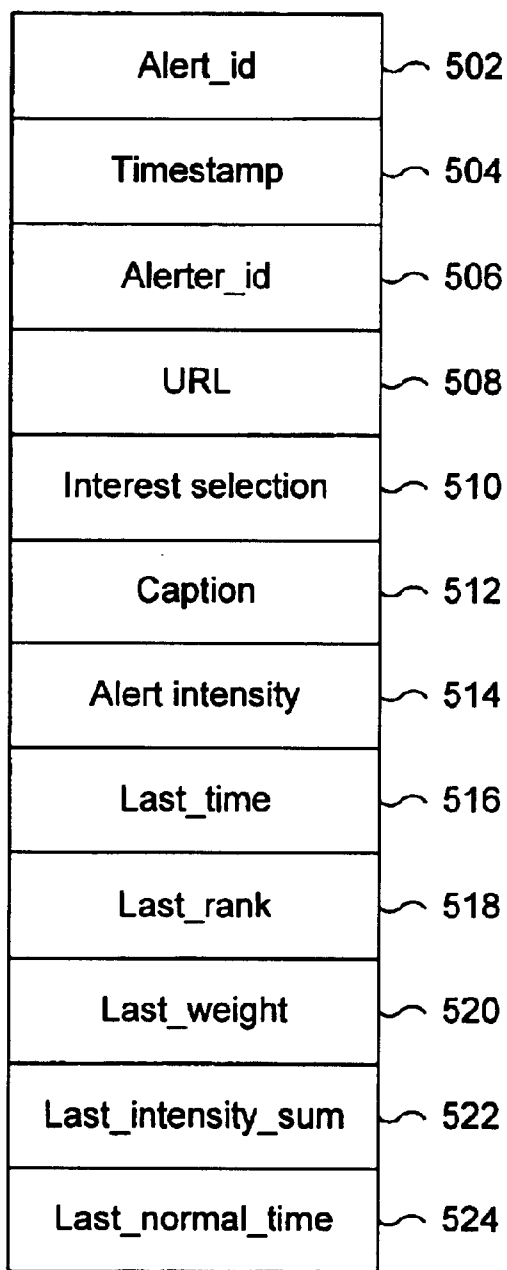 Alert_id 502
Timestamp 504
Alerter_id 506
URL 508
Interest selection 510
Caption 512
Alert intensity 514
Last_time 516
Last_rank 518
Last_weight 520
Last_intensity_sum 522
Last_normal_time 524